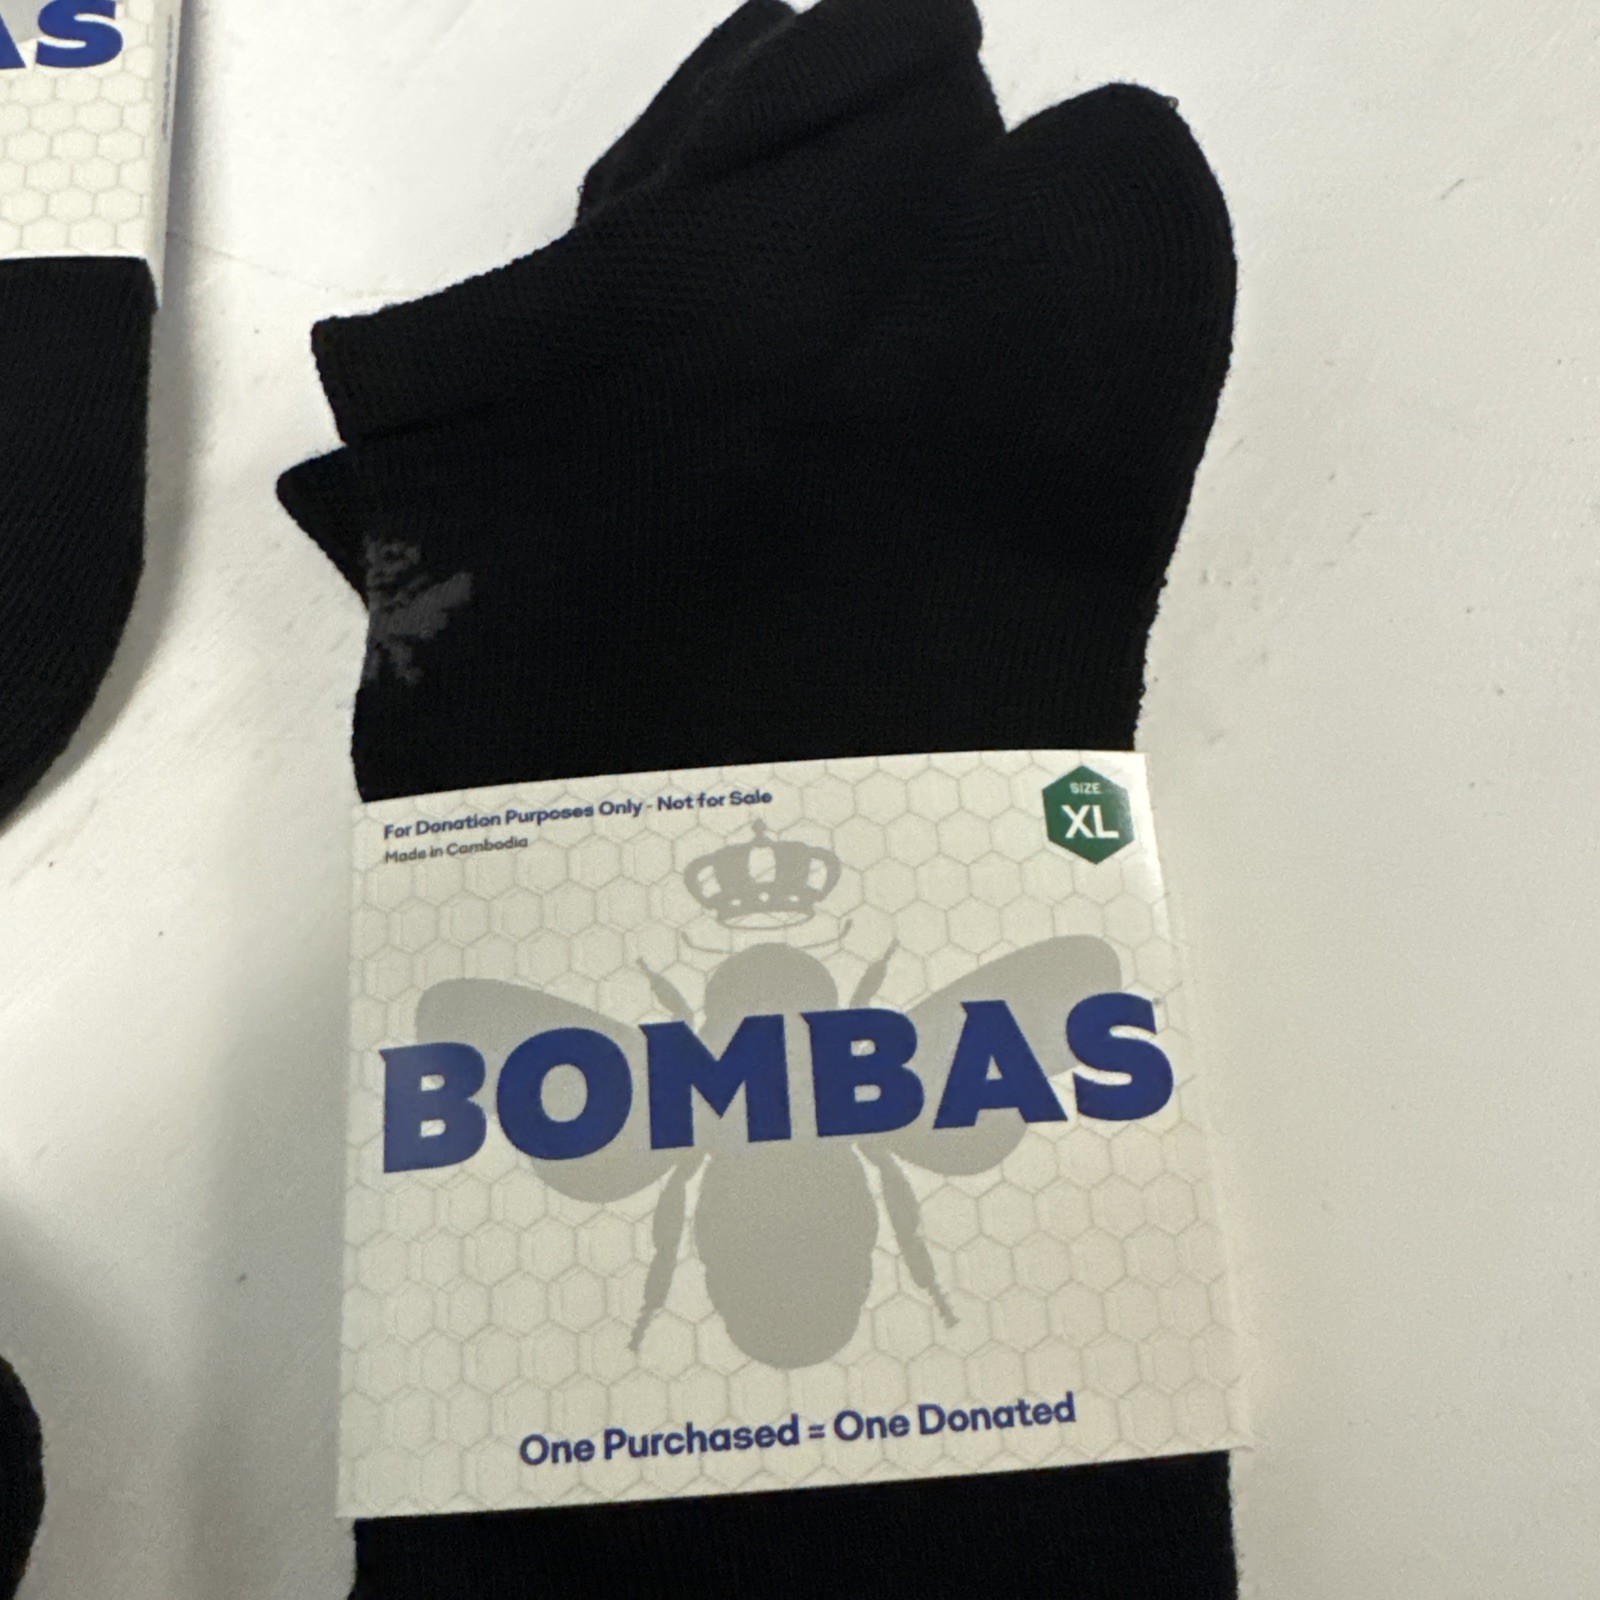 AS
For Donation Purposes Only - Not for Sale
Made in Cambodia
SIZE
XL
BOMBAS
One Purchased = One Donated